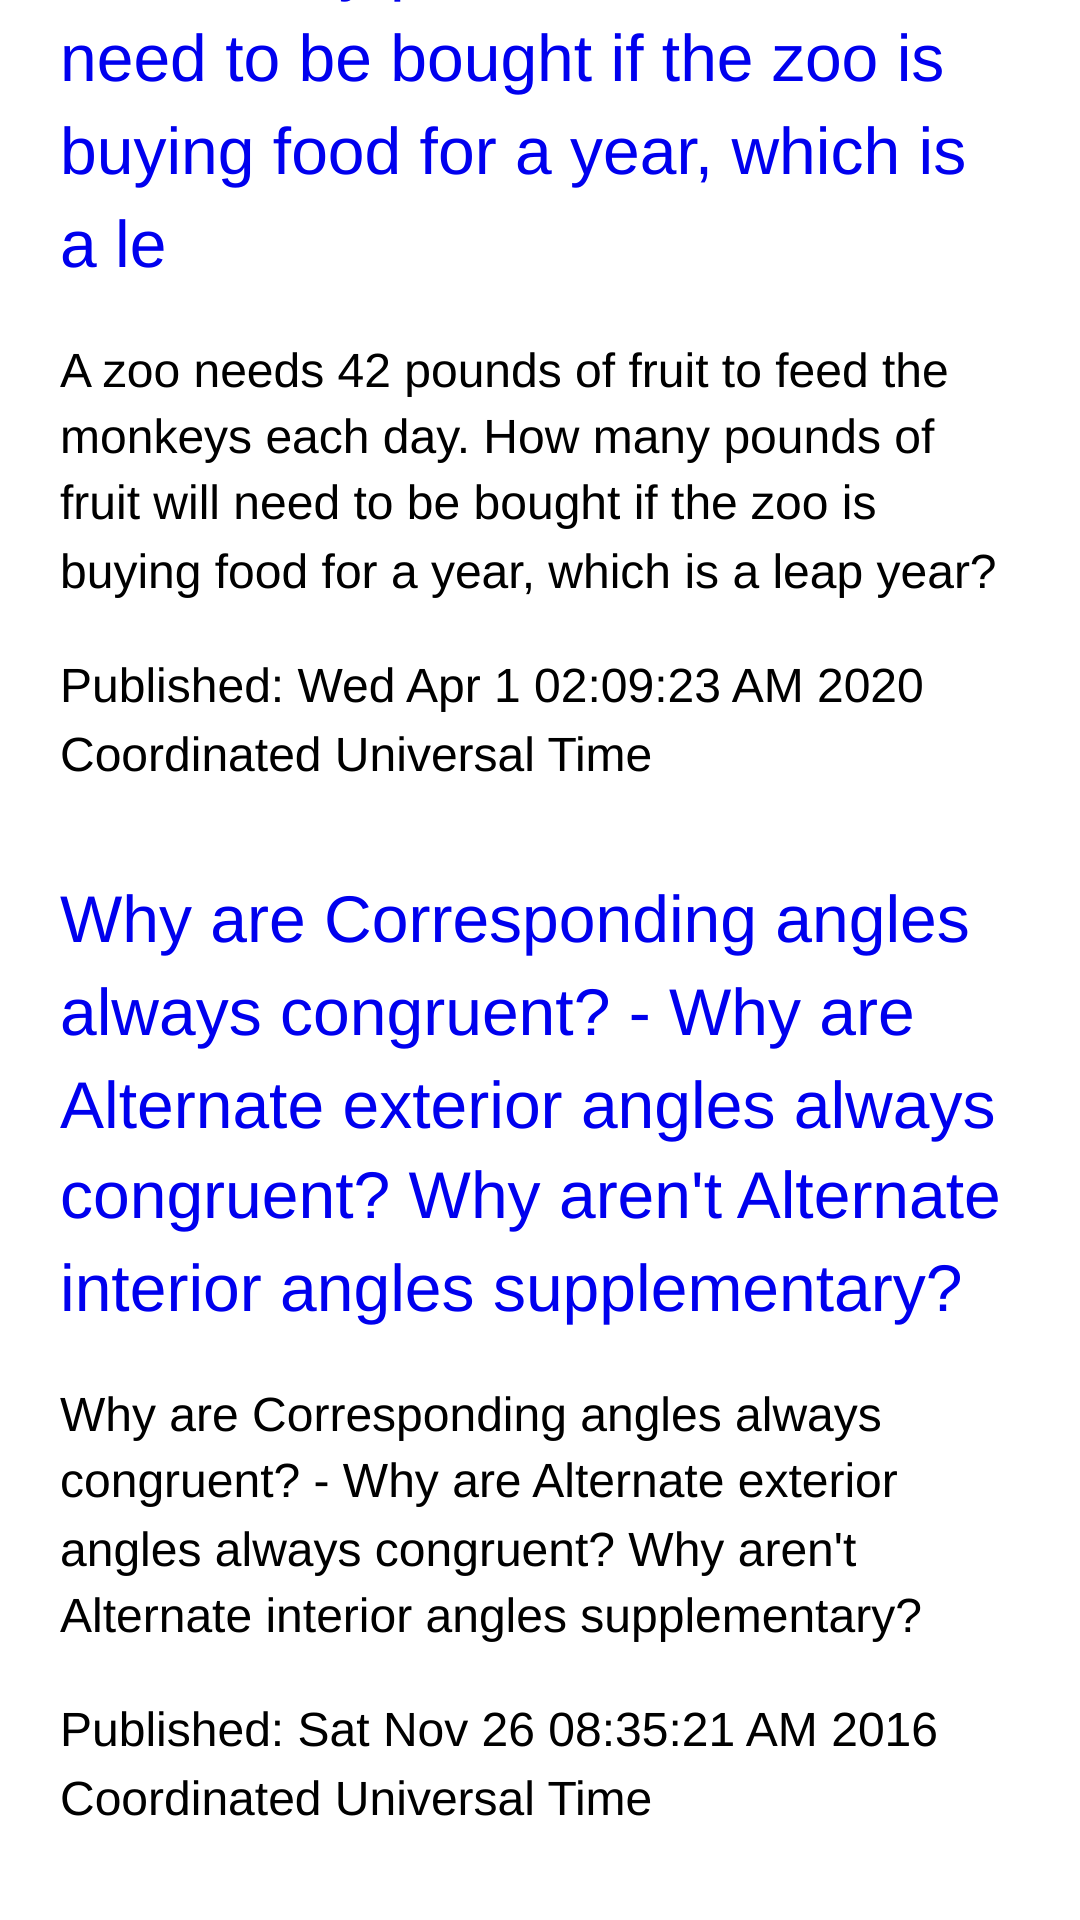 need to be bought if the zoo is
buying food for a year, which is
a le
A zoo needs 42 pounds of fruit to feed the
monkeys each day. How many pounds of
fruit will need to be bought if the zoo is
buying food for a year, which is a leap year?
Published: Wed Apr 1 02:09:23 AM 2020
Coordinated Universal Time
Why are Corresponding angles
always congruent? - Why are
Alternate exterior angles always
congruent? Why aren't Alternate
interior angles supplementary?
Why are Corresponding angles always
congruent? - Why are Alternate exterior
angles always congruent? Why aren't
Alternate interior angles supplementary?
Published: Sat Nov 26 08:35:21 AM 2016
Coordinated Universal Time